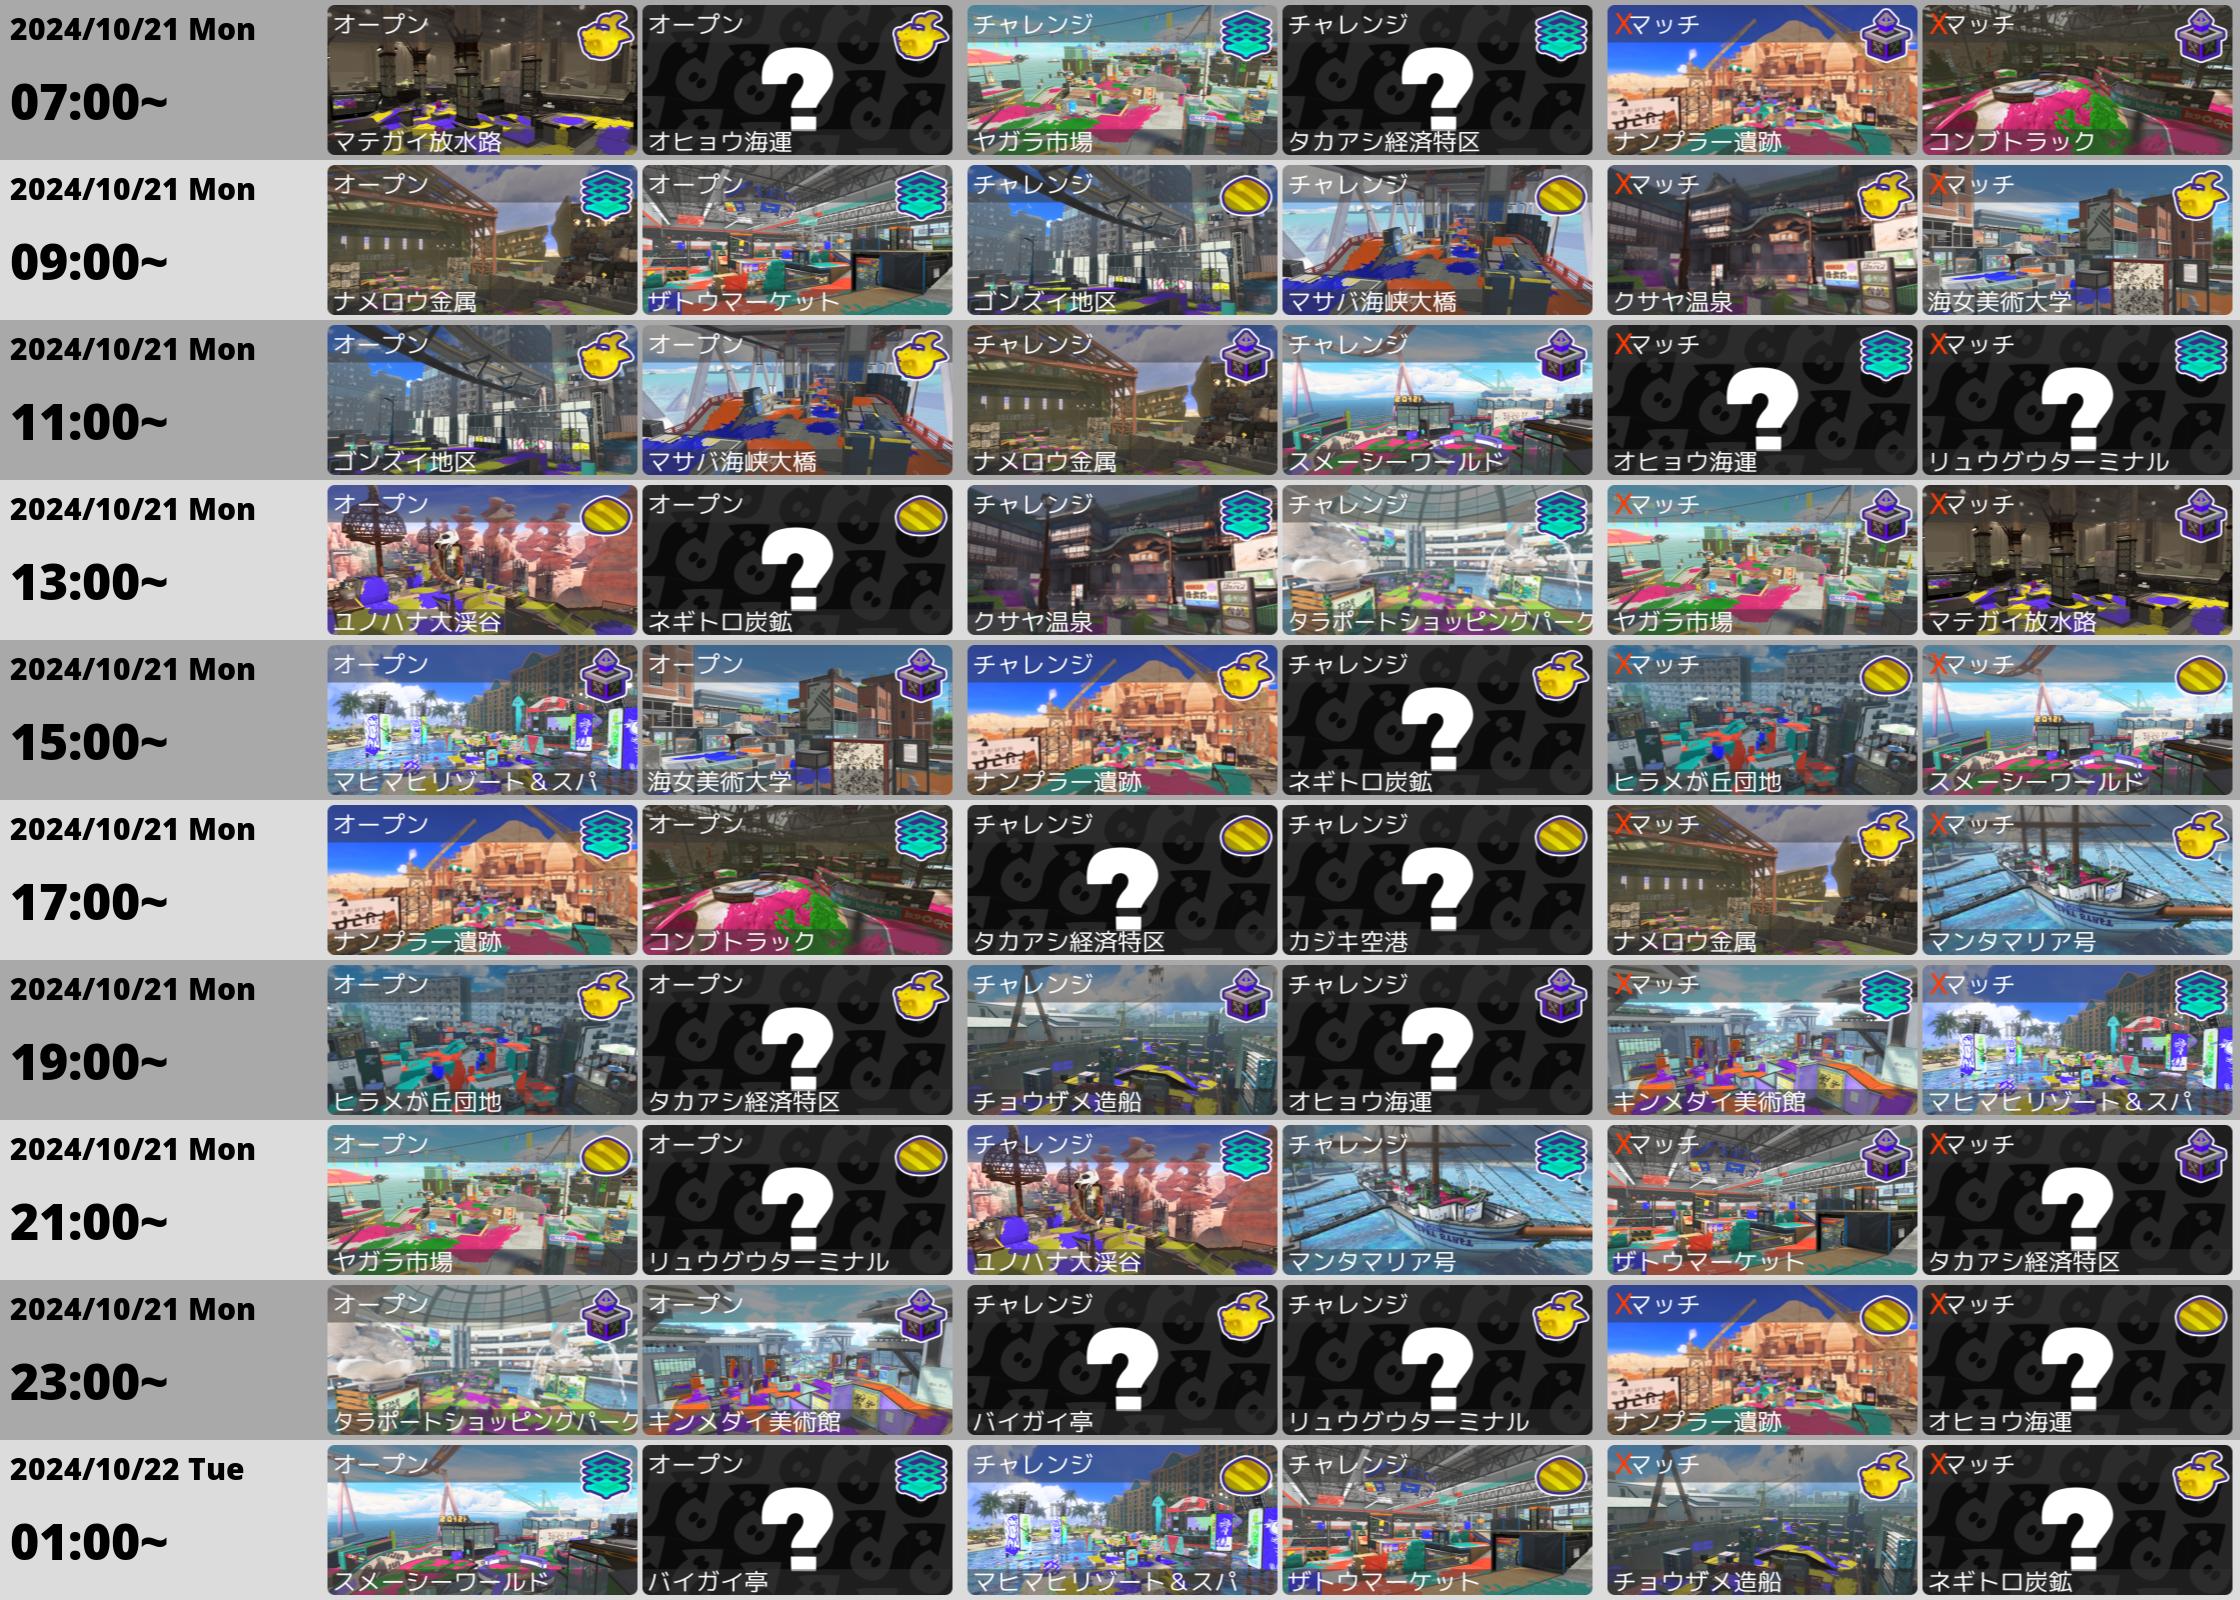 2024/10/21 Mon
07:00~
オープン
マテガイ放水路
オープン
オヒョウ海運
チャレンジ
ヤガラ市場
チャレンジ
タカアシ経済特区
Xマッチ
ナンプラー遺跡
Xマッチ
コンブトラック
2024/10/21 Mon
09:00~
オープン
ナメロウ金属
オープン
ザトウマーケット
チャレンジ
ゴンズイ地区
チャレンジ
マサバ海峡大橋
Xマッチ
クサヤ温泉
Xマッチ
海女美術大学
2024/10/21 Mon
11:00~
オープン
ゴンズイ地区
オープン
マサバ海峡大橋
チャレンジ
ナメロウ金属
チャレンジ
スメーシーワールド
Xマッチ
オヒョウ海運
Xマッチ
リュウグウターミナル
2024/10/21 Mon
13:00~
オープン
ユノハナ大渓谷
オープン
ネギトロ炭鉱
チャレンジ
クサヤ温泉
チャレンジ
タラポートショッピングパーク
Xマッチ
ヤガラ市場
Xマッチ
マテガイ放水路
2024/10/21 Mon
15:00~
オープン
マヒマヒリゾート＆スパ
オープン
海女美術大学
チャレンジ
ナンプラー遺跡
チャレンジ
ネギトロ炭鉱
Xマッチ
ヒラメが丘団地
Xマッチ
スメーシーワールド
2024/10/21 Mon
17:00~
オープン
ナンプラー遺跡
オープン
コンブトラック
チャレンジ
タカアシ経済特区
チャレンジ
カジキ空港
Xマッチ
ナメロウ金属
Xマッチ
マンタマリア号
2024/10/21 Mon
19:00~
オープン
ヒラメが丘団地
オープン
タカアシ経済特区
チャレンジ
チョウザメ造船
チャレンジ
オヒョウ海運
Xマッチ
キンメダイ美術館
Xマッチ
マヒマヒリゾート＆スパ
2024/10/21 Mon
21:00~
オープン
ヤガラ市場
オープン
リュウグウターミナル
チャレンジ
ユノハナ大渓谷
チャレンジ
マンタマリア号
Xマッチ
ザトウマーケット
Xマッチ
タカアシ経済特区
2024/10/21 Mon
23:00~
オープン
タラポートショッピングパーク
オープン
キンメダイ美術館
チャレンジ
バイガイ亭
チャレンジ
リュウグウターミナル
Xマッチ
ナンプラー遺跡
Xマッチ
オヒョウ海運
2024/10/22 Tue
01:00~
オープン
スメーシーワールド
オープン
バイガイ亭
チャレンジ
マヒマヒリゾート＆スパ
チャレンジ
ザトウマーケット
Xマッチ
チョウザメ造船
Xマッチ
ネギトロ炭鉱